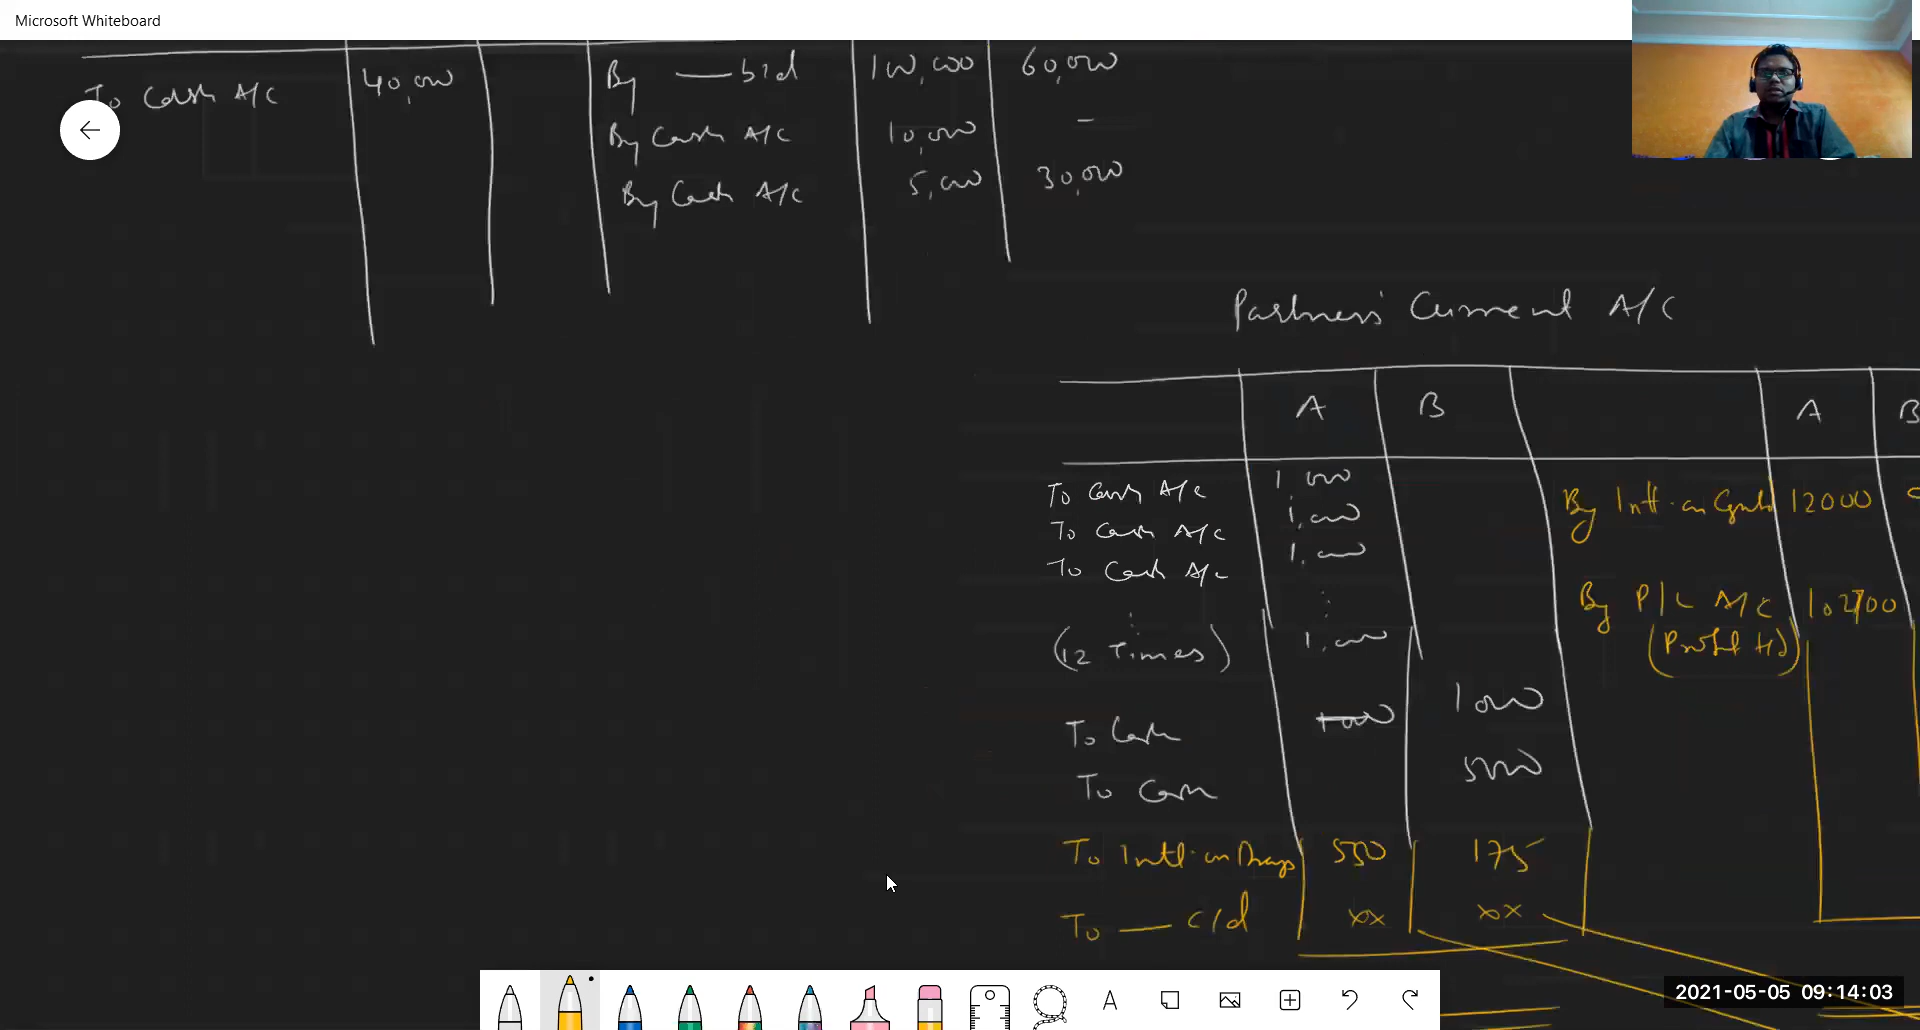 Microsoft Whiteboard
To Cash A/C 40,000 By — b/d 100,000 60,000
By Cash A/C 10,000 -
By Cash A/C 5,000 30,000
Partners' Current A/C
A B A B
To Cash A/C 1,000 By Intt. on Capital 12000
To Cash A/C 1,000
To Cash A/C 1,000
(12 Times) 1,000 By P/L A/C 102700
To Cash 1000 1000
To Cash 5000
To Intt. on Drays 550 175
To — c/d xx xx
A
2021-05-05 09:14:03